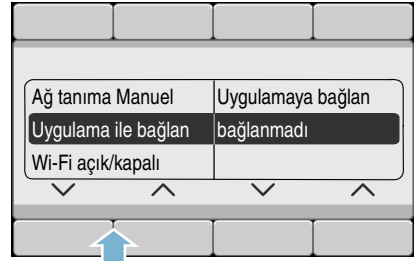 Ağ tanıma Manuel Uygulamaya bağlan
Uygulama ile bağlan bağlanmadı
Wi-Fi açık/kapalı